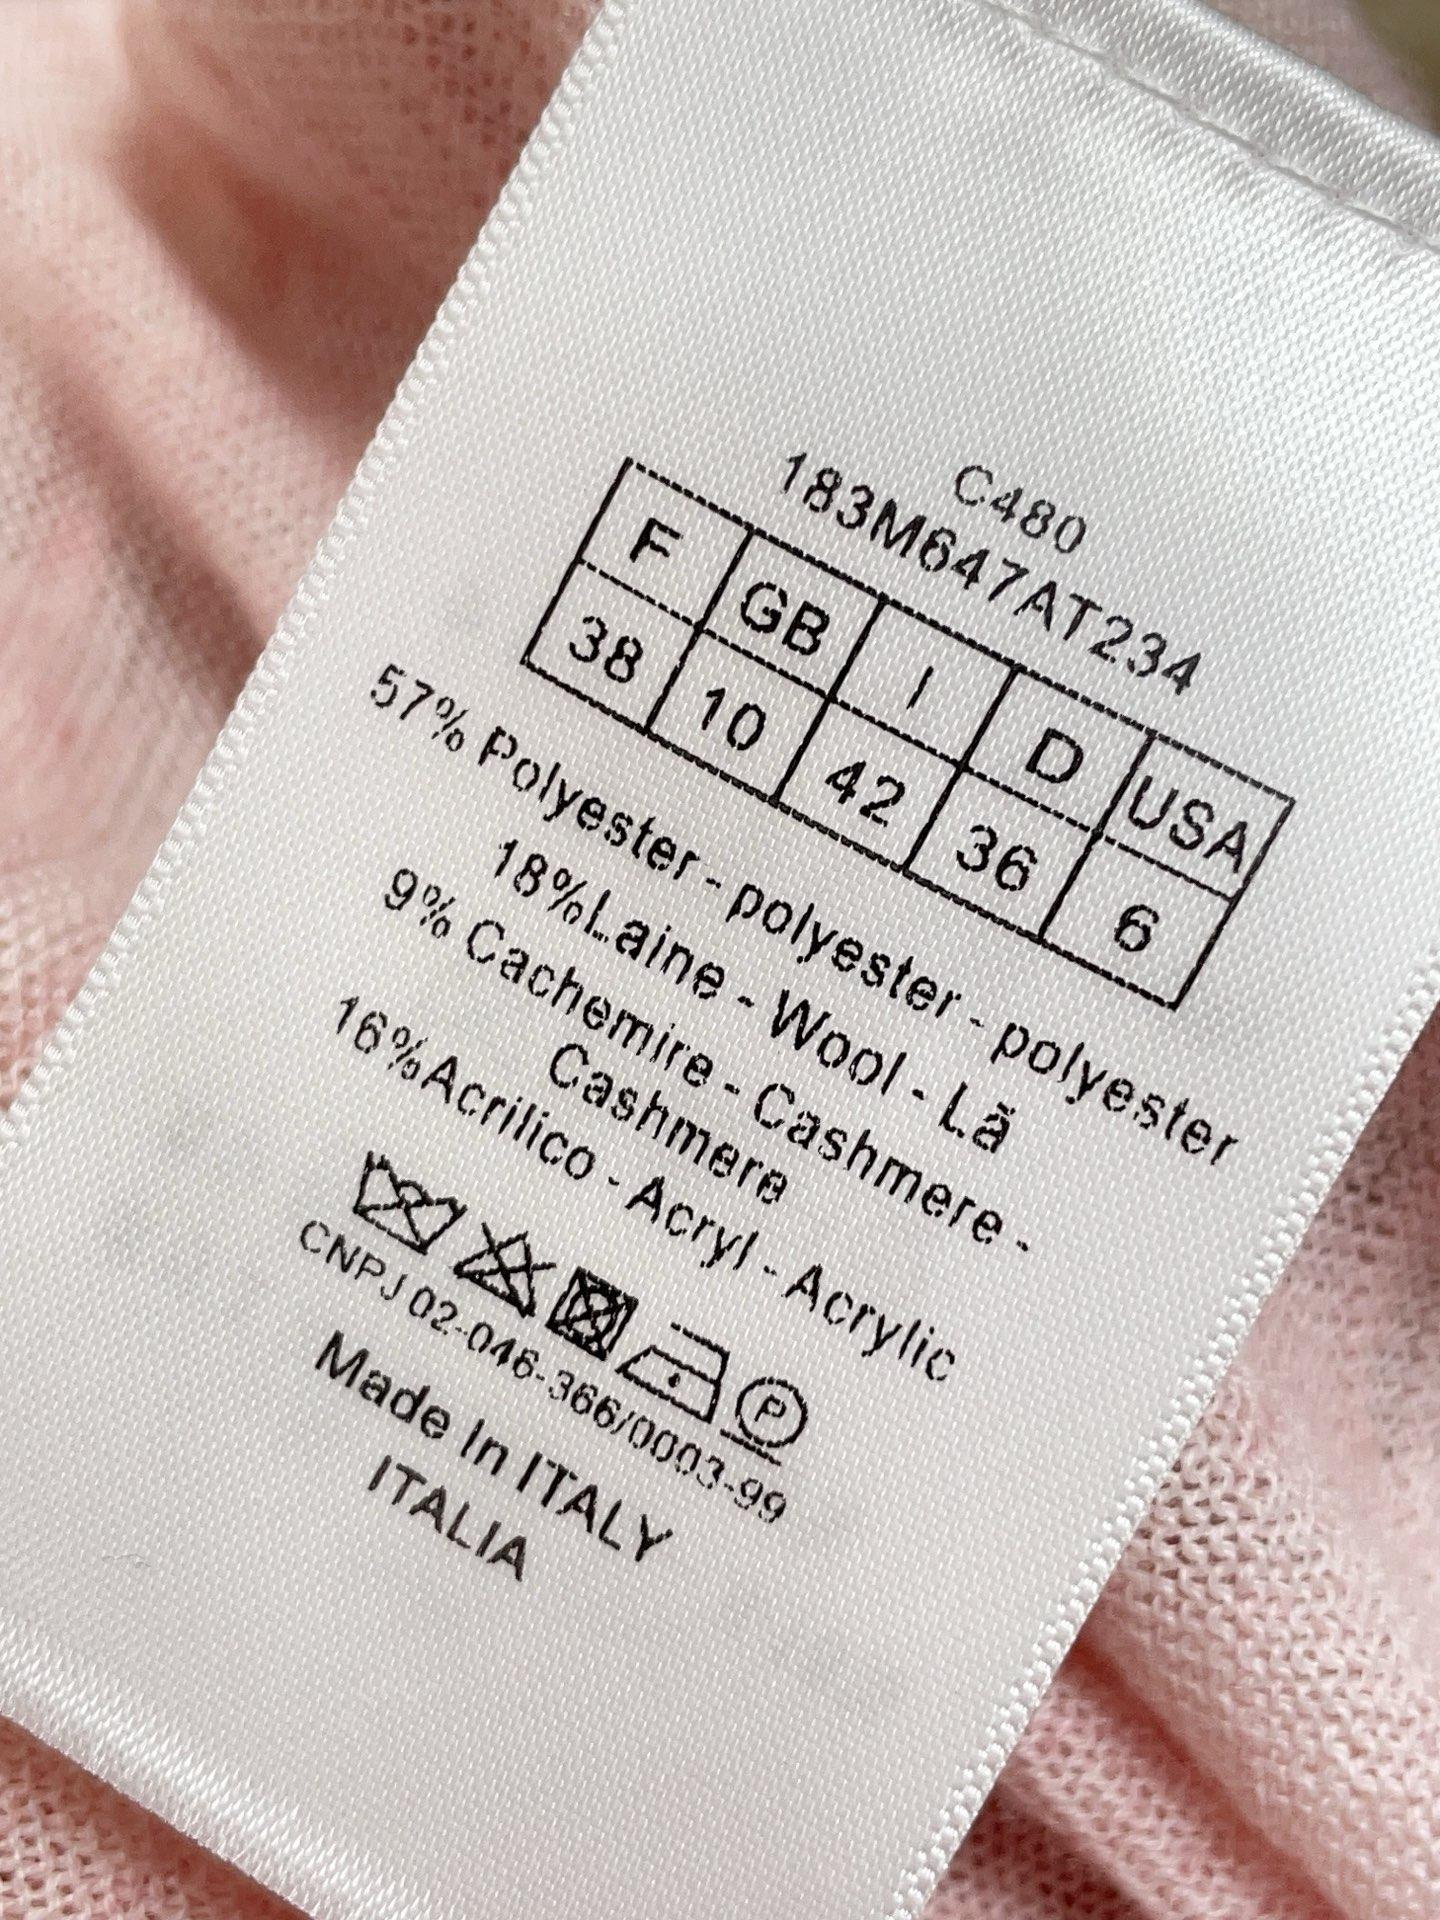 C480
183M647AT234
F GB I D USA
38 10 42 36 6
57% Polyester - polyester - polyester
18%Laine - Wool - Lã
9% Cachemire - Cashmere -
Cashmere
16%Acrilico - Acryl - Acrylic
P
CNPJ 02-046-366/0003-99
Made In ITALY
ITALIA